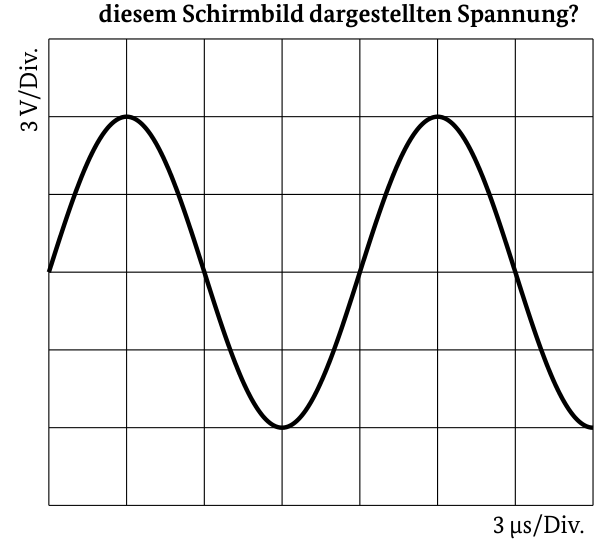 diesem Schirmbild dargestellten Spannung?
3 V/Div.
3 µs/Div.